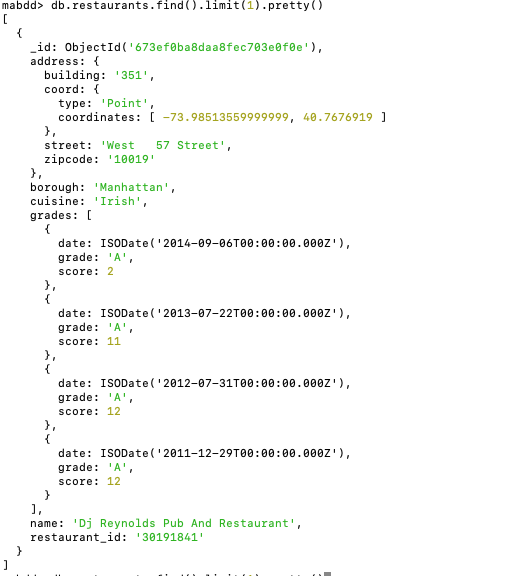 mabdd> db.restaurants.find().limit(1).pretty()
[
  {
    _id: ObjectId('673ef0ba8daa8fec703e0f0e'),
    address: {
      building: '351',
      coord: {
        type: 'Point',
        coordinates: [ -73.98513559999999, 40.7676919 ]
      },
      street: 'West   57 Street',
      zipcode: '10019'
    },
    borough: 'Manhattan',
    cuisine: 'Irish',
    grades: [
      {
        date: ISODate('2014-09-06T00:00:00.000Z'),
        grade: 'A',
        score: 2
      },
      {
        date: ISODate('2013-07-22T00:00:00.000Z'),
        grade: 'A',
        score: 11
      },
      {
        date: ISODate('2012-07-31T00:00:00.000Z'),
        grade: 'A',
        score: 12
      },
      {
        date: ISODate('2011-12-29T00:00:00.000Z'),
        grade: 'A',
        score: 12
      }
    ],
    name: 'Dj Reynolds Pub And Restaurant',
    restaurant_id: '30191841'
  }
]